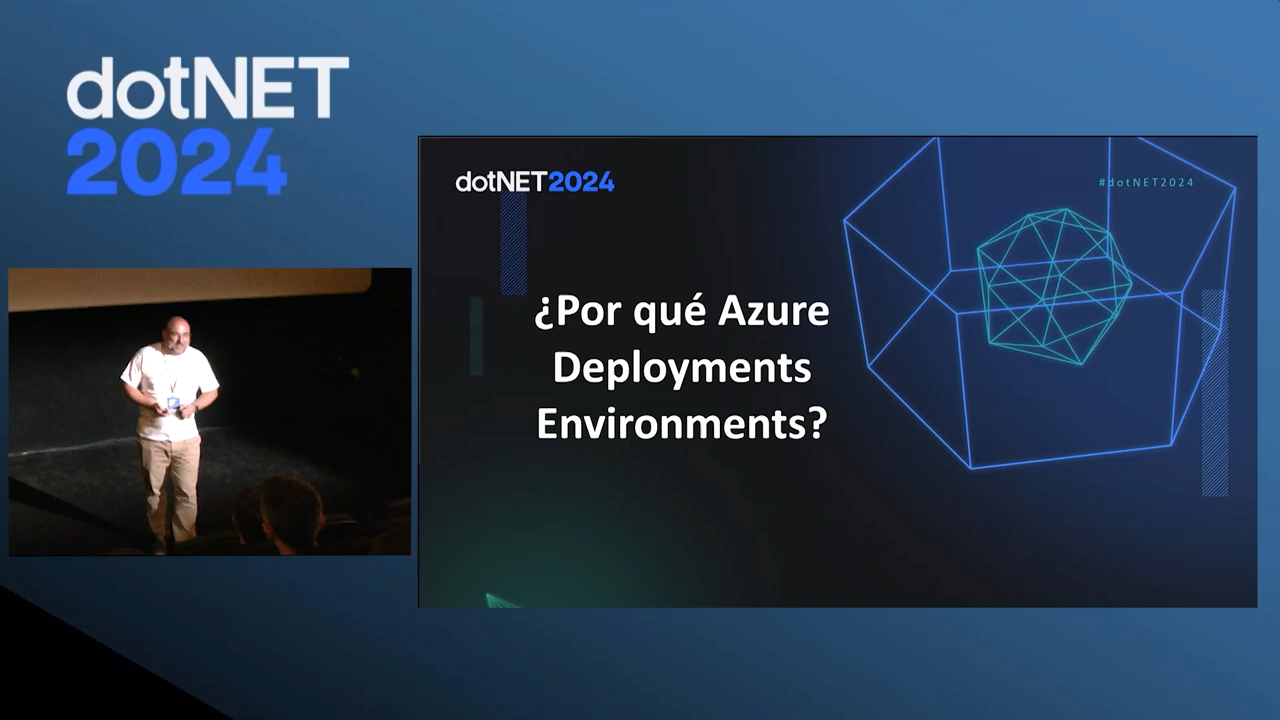 dotNET
2024
dotNET2024
#dotNET2024
¿Por qué Azure
Deployments
Environments?